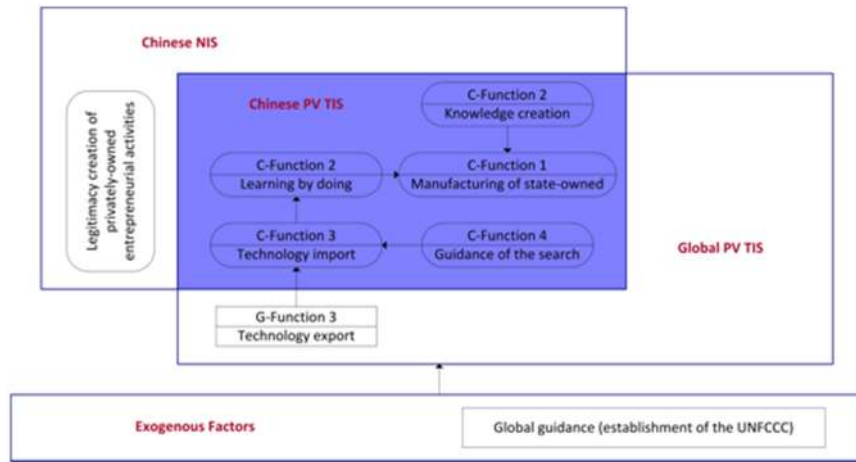 Chinese NIS
Legitimacy creation of
privately-owned
entrepreneurial activities
Chinese PV TIS
C-Function 2
Knowledge creation
C-Function 2
Learning by doing
C-Function 1
Manufacturing of state-owned
C-Function 3
Technology import
C-Function 4
Guidance of the search
Global PV TIS
G-Function 3
Technology export
Exogenous Factors
Global guidance (establishment of the UNFCCC)